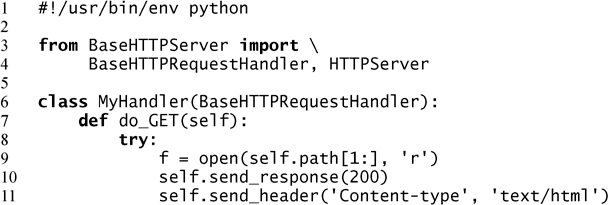 1 #!/usr/bin/env python
2
3 from BaseHTTPServer import \
4 BaseHTTPRequestHandler, HTTPServer
5
6 class MyHandler(BaseHTTPRequestHandler):
7 def do_GET(self):
8 try:
9 f = open(self.path[1:], 'r')
10 self.send_response(200)
11 self.send_header('Content-type', 'text/html')